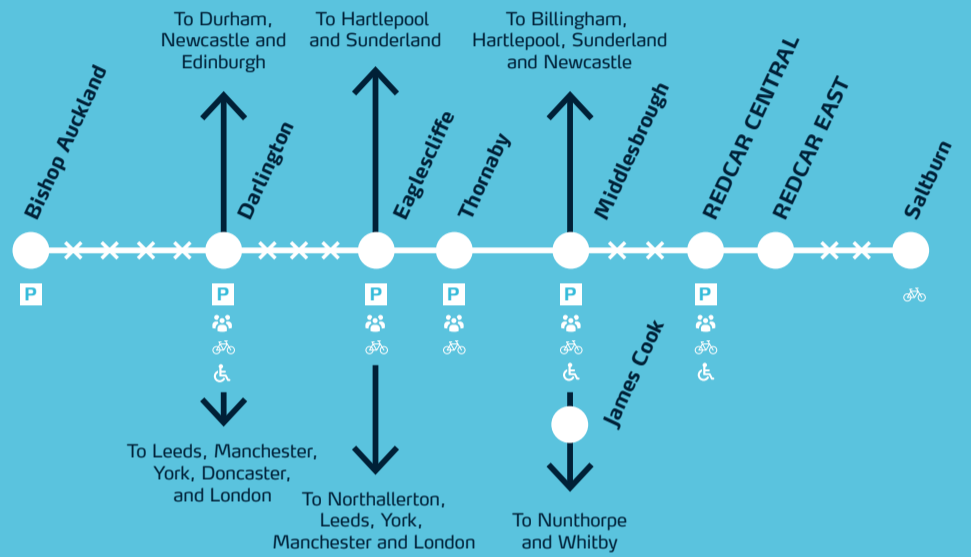 To Durham,
Newcastle and
Edinburgh
To Hartlepool
and Sunderland
To Billingham,
Hartlepool, Sunderland
and Newcastle
Bishop Auckland
Darlington
Eaglescliffe
Thornaby
Middlesbrough
REDCAR CENTRAL
REDCAR EAST
Saltburn
P
P
P
P
P
P
James Cook
To Leeds, Manchester,
York, Doncaster,
and London
To Northallerton,
Leeds, York,
Manchester and London
To Nunthorpe
and Whitby